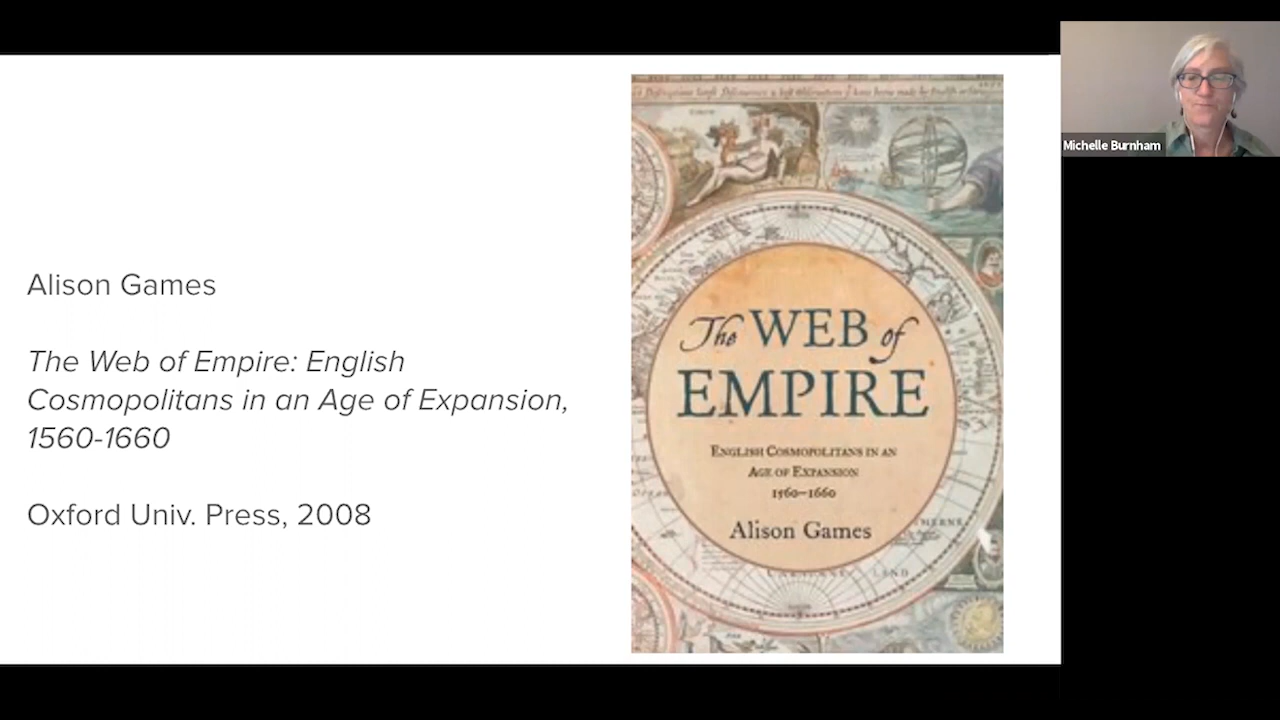 Alison Games
The Web of Empire: English
Cosmopolitans in an Age of Expansion,
1560-1660
Oxford Univ. Press, 2008
The WEB of
EMPIRE
ENGLISH COSMOPOLITANS IN AN
AGE OF EXPANSION
1560–1660
Alison Games
Michelle Burnham